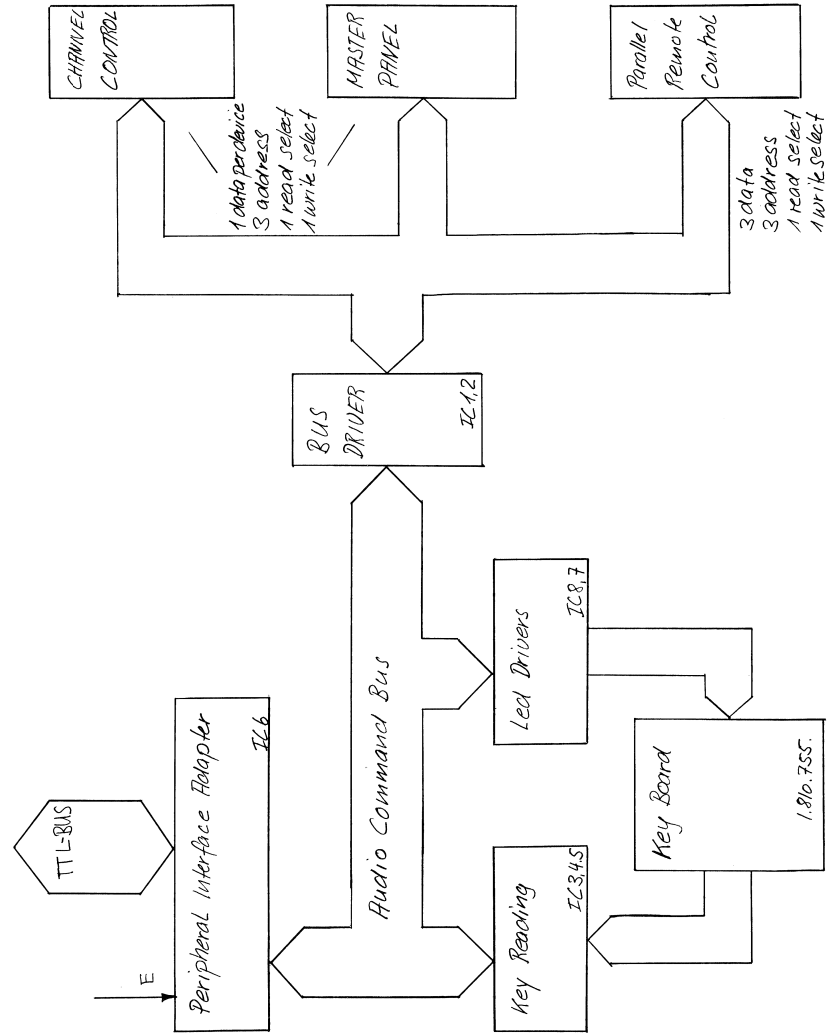 TTL-BUS
E
Peripheral Interface Adapter
IC6
Audio Command Bus
Key Reading
IC3,4.5
Led Drivers
IC8,7
Key Board
1.810.755.
BUS
DRIVER
IC1,2
CHANNEL
CONTROL
1 data per device
3 address
1 read select
1 write select
MASTER
PANEL
Parallel
Remote
Control
3 data
3 address
1 read select
1 write select